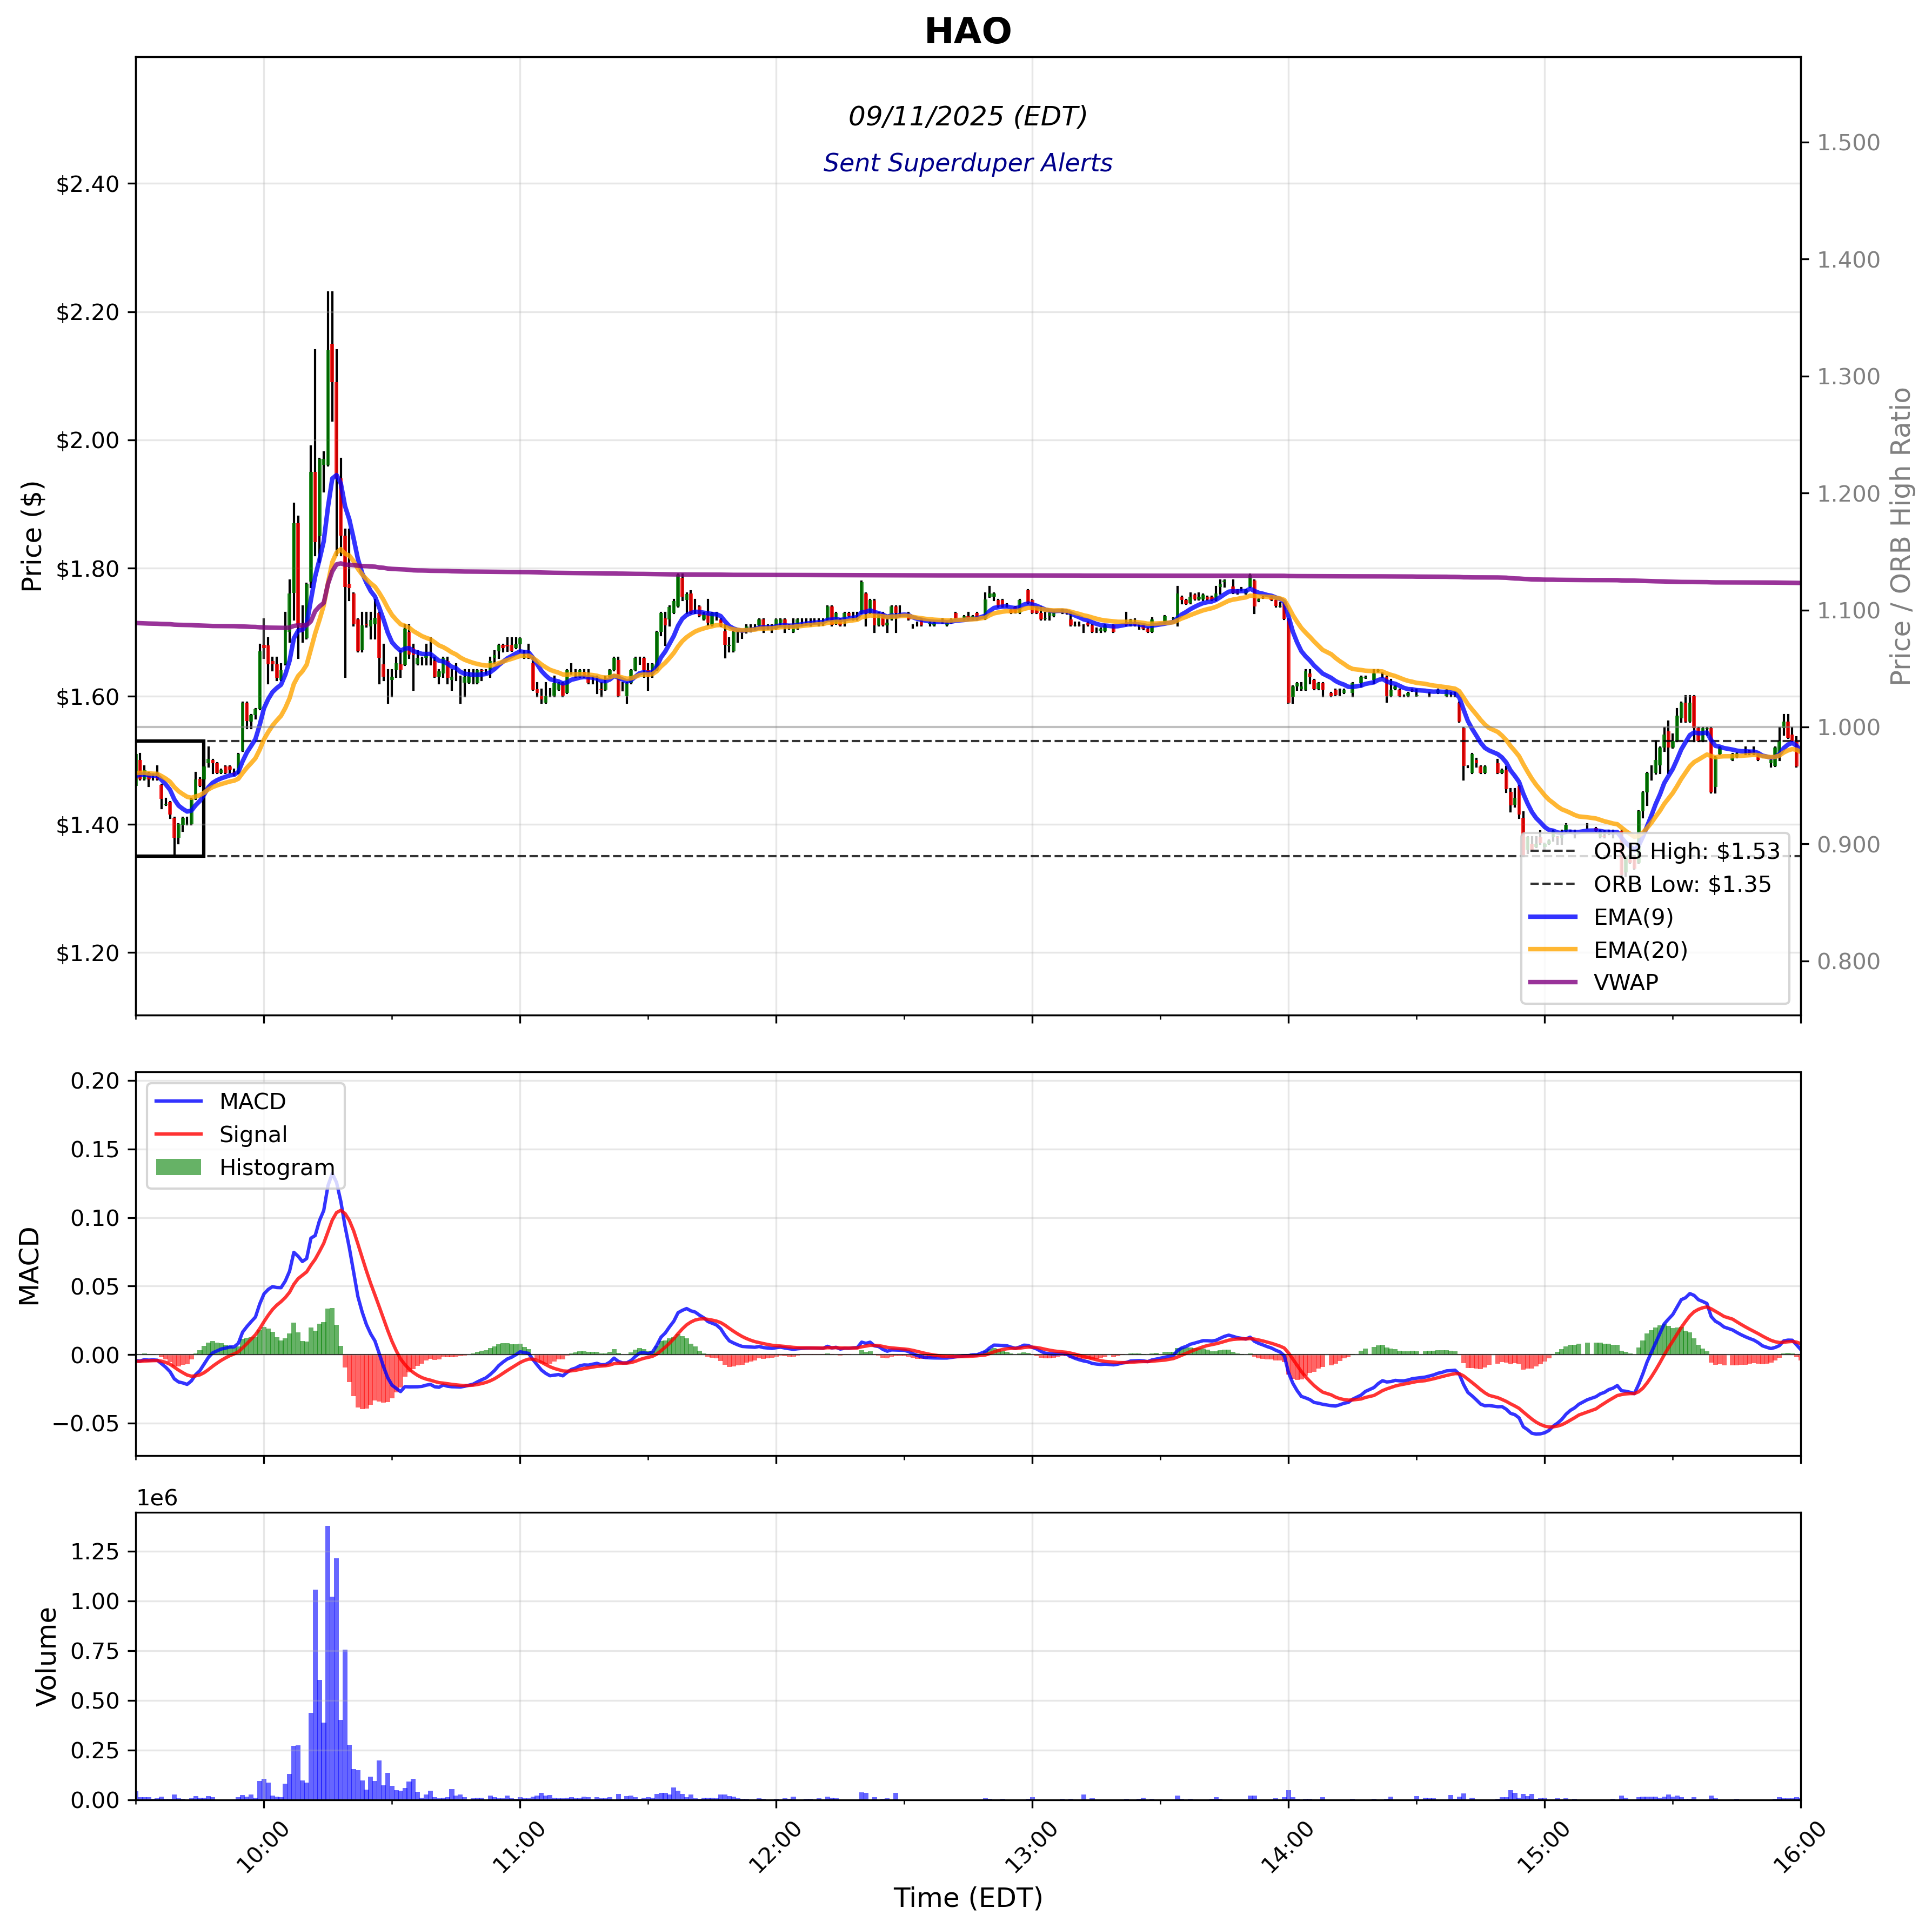 HAO
09/11/2025 (EDT)
Sent Superduper Alerts
Price ($)
$2.40
$2.20
$2.00
$1.80
$1.60
$1.40
$1.20
1.500
1.400
1.300
1.200
1.100
1.000
0.900
0.800
Price / ORB High Ratio
ORB High: $1.53
ORB Low: $1.35
EMA(9)
EMA(20)
VWAP
MACD
0.20
0.15
0.10
0.05
0.00
−0.05
MACD
Signal
Histogram
1e6
Volume
1.25
1.00
0.75
0.50
0.25
0.00
10:00
11:00
12:00
13:00
14:00
15:00
16:00
Time (EDT)